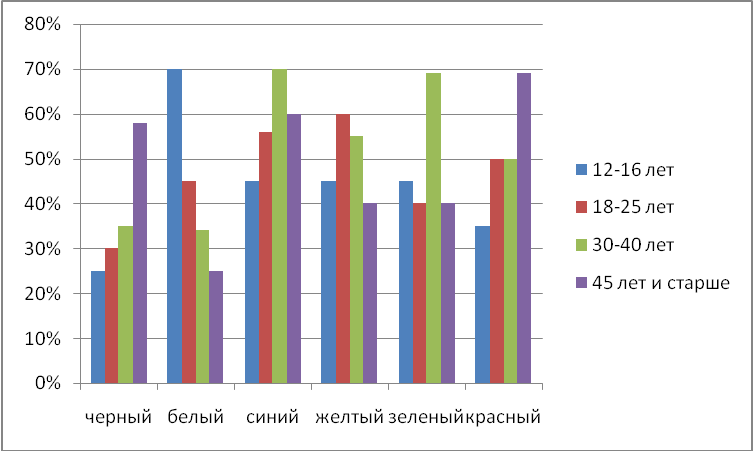 80%
70%
60%
50%
40%
30%
20%
10%
0%
черный белый синий желтый зеленый красный
12-16 лет
18-25 лет
30-40 лет
45 лет и старше